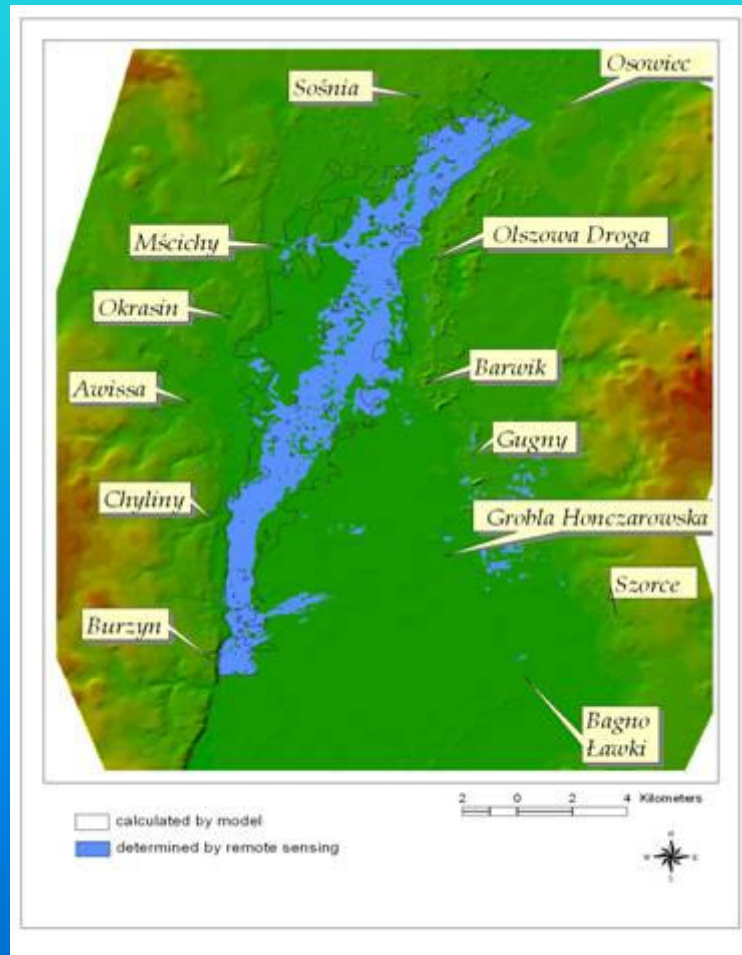 Osowiec
Sośnia
Mścichy
Olszowa Droga
Okrasin
Awissa
Barwik
Gugny
Chyliny
Grobla Honczarowska
Szorce
Burzyn
Bagno
Ławki
2 0 2 4 Kilometers
calculated by model
determined by remote sensing
N
W E
S